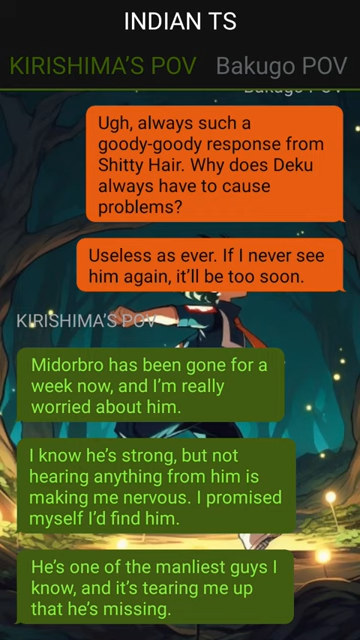 INDIAN TS
KIRISHIMA'S POV Bakugo POV
Bakugo POV
Ugh, always such a
goody-goody response from
Shitty Hair. Why does Deku
always have to cause
problems?
Useless as ever. If I never see
him again, it'll be too soon.
KIRISHIMA'S POV
Midorbro has been gone for a
week now, and I'm really
worried about him.
I know he's strong, but not
hearing anything from him is
making me nervous. I promised
myself I'd find him.
He's one of the manliest guys I
know, and it's tearing me up
that he's missing.